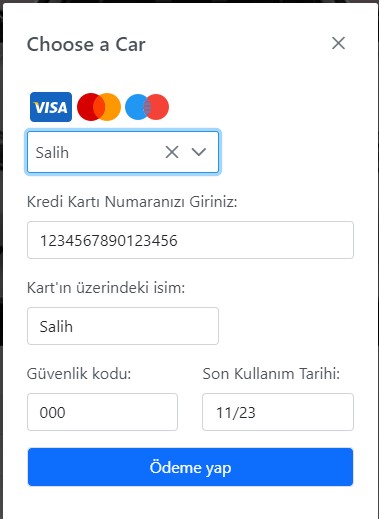 Choose a Car
VISA
Salih
Kredi Kartı Numaranızı Giriniz:
1234567890123456
Kart'ın üzerindeki isim:
Salih
Güvenlik kodu: Son Kullanım Tarihi:
000 11/23
Ödeme yap